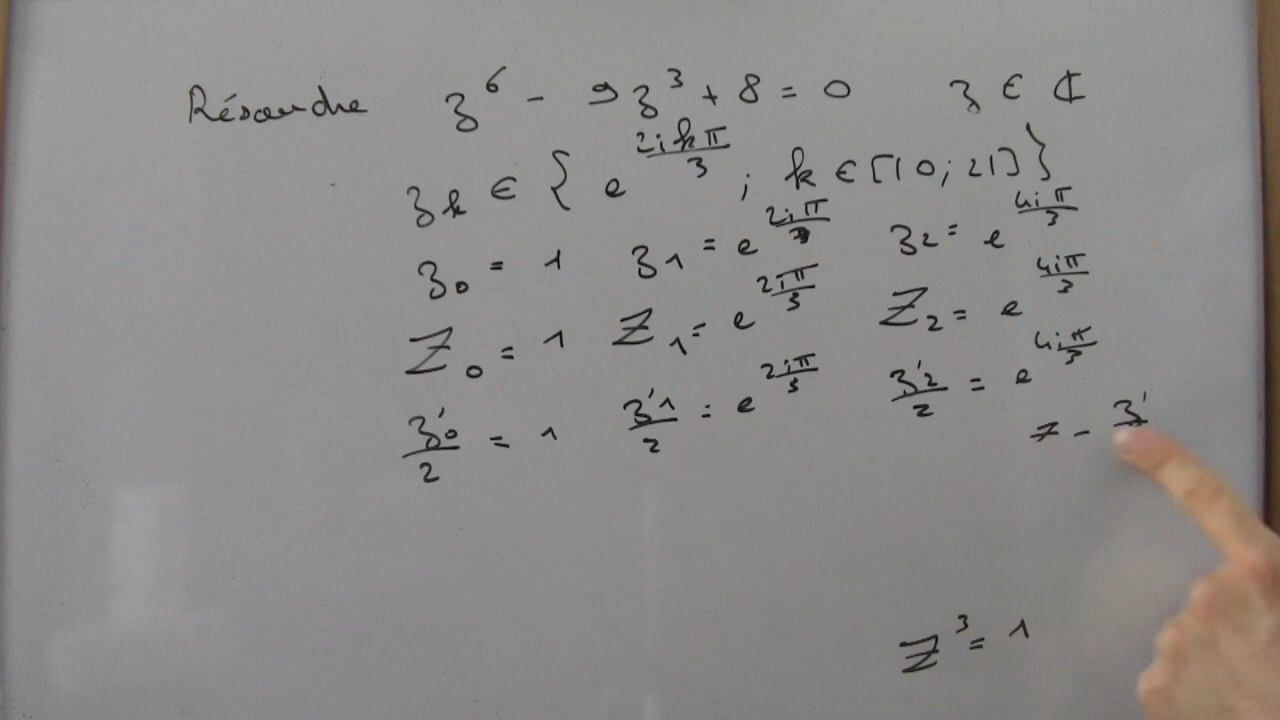 Résoudre z⁶ - 9z³ + 8 = 0 z ∈ ℂ
z_k ∈ { e^(2ikπ/3) ; k ∈ [|0;2|] }
z₀ = 1 z₁ = e^(2iπ/3) z₂ = e^(4iπ/3)
Z₀ = 1 Z₁ = e^(2iπ/3) Z₂ = e^(4iπ/3)
z'₀/2 = 1 z'₁/2 = e^(2iπ/3) z'₂/2 = e^(4iπ/3)
Z³ = 1